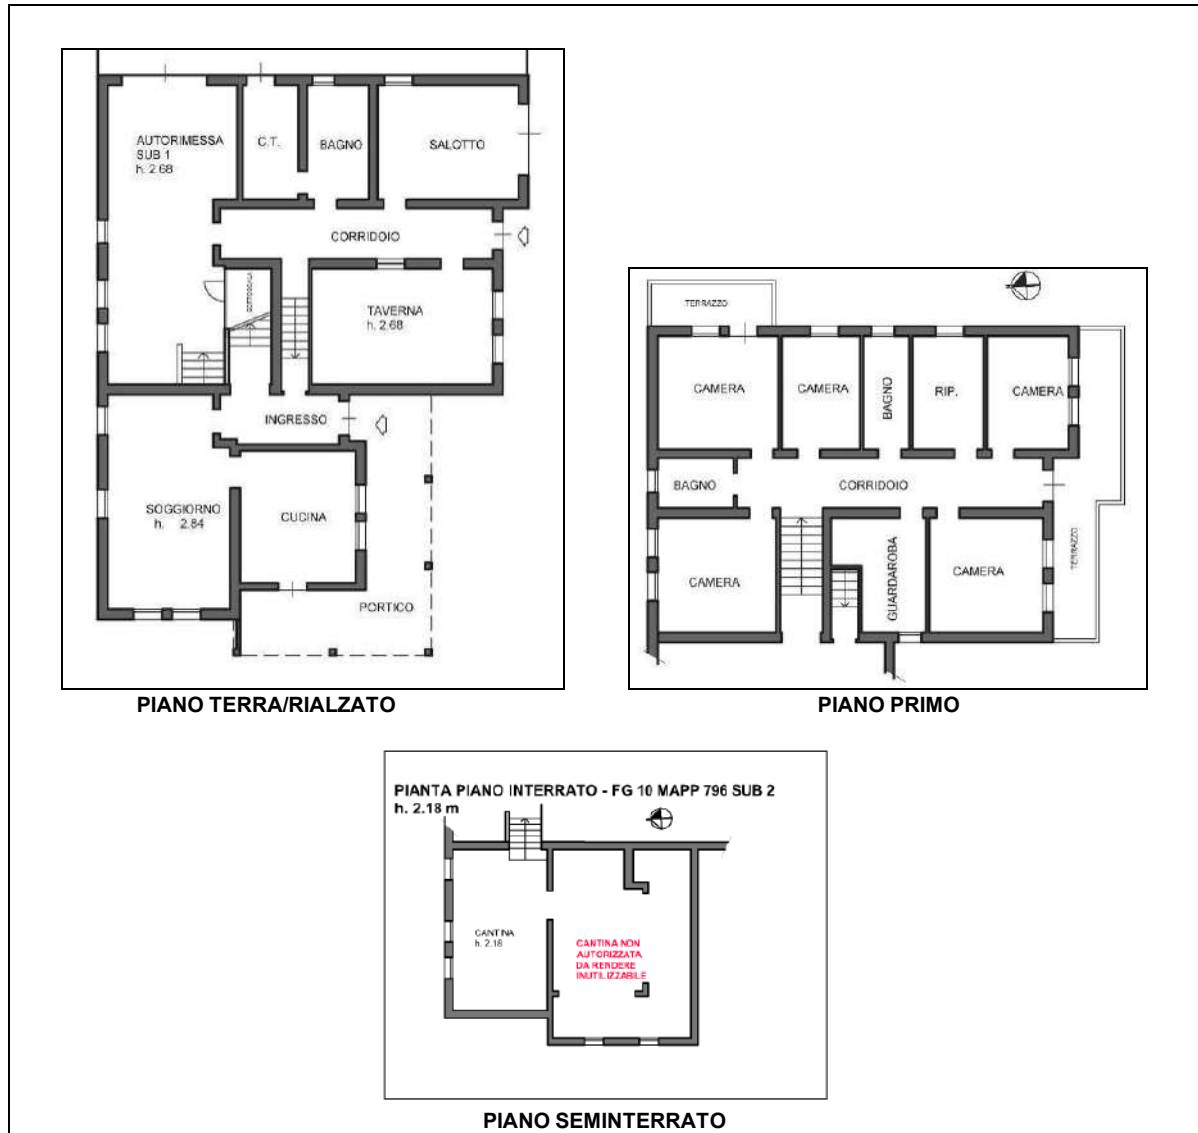 AUTORIMESSA
SUB 1
h. 2.68
C.T.
BAGNO
SALOTTO
CORRIDOIO
SOTTOSCALA
TAVERNA
h. 2.68
INGRESSO
SOGGIORNO
h. 2.84
CUCINA
PORTICO
PIANO TERRA/RIALZATO
TERRAZZO
CAMERA
CAMERA
BAGNO
RIP.
CAMERA
BAGNO
CORRIDOIO
CAMERA
GUARDAROBA
CAMERA
TERRAZZO
PIANO PRIMO
PIANTA PIANO INTERRATO - FG 10 MAPP 796 SUB 2
h. 2.18 m
CANTINA
h. 2.18
CANTINA NON
AUTORIZZATA
DA RENDERE
INUTILIZZABILE
PIANO SEMINTERRATO